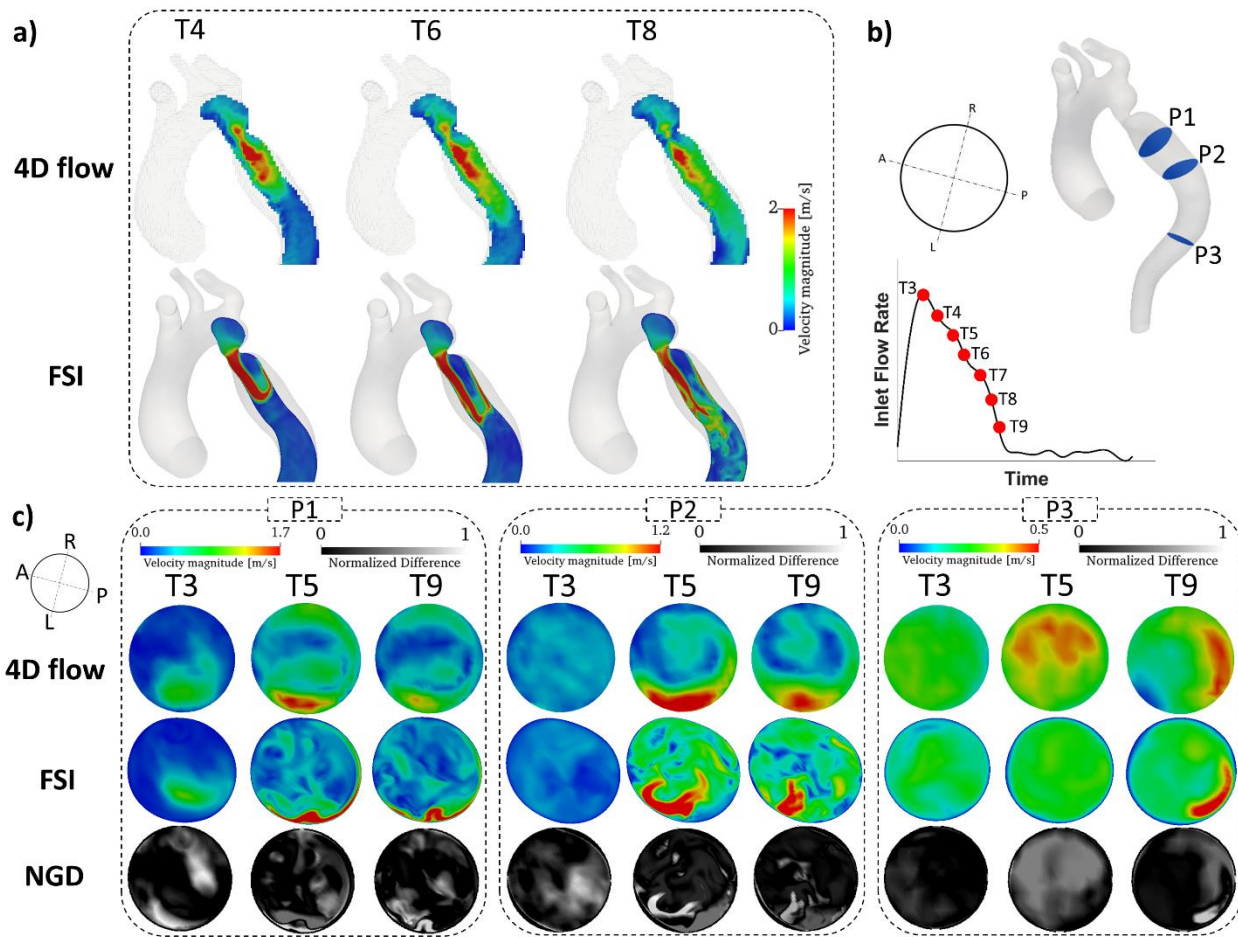 a)
T4 T6 T8
4D flow
FSI
2
0
Velocity magnitude [m/s]
b)
R
A
P
L
P1
P2
P3
Inlet Flow Rate
T3
T4
T5
T6
T7
T8
T9
Time
c)
R
A
P
L
P1
0.0 1.7 0 1
Velocity magnitude [m/s] Normalized Difference
T3 T5 T9
P2
0.0 1.2 0 1
Velocity magnitude [m/s] Normalized Difference
T3 T5 T9
P3
0.0 0.5 0 1
Velocity magnitude [m/s] Normalized Difference
T3 T5 T9
4D flow
FSI
NGD